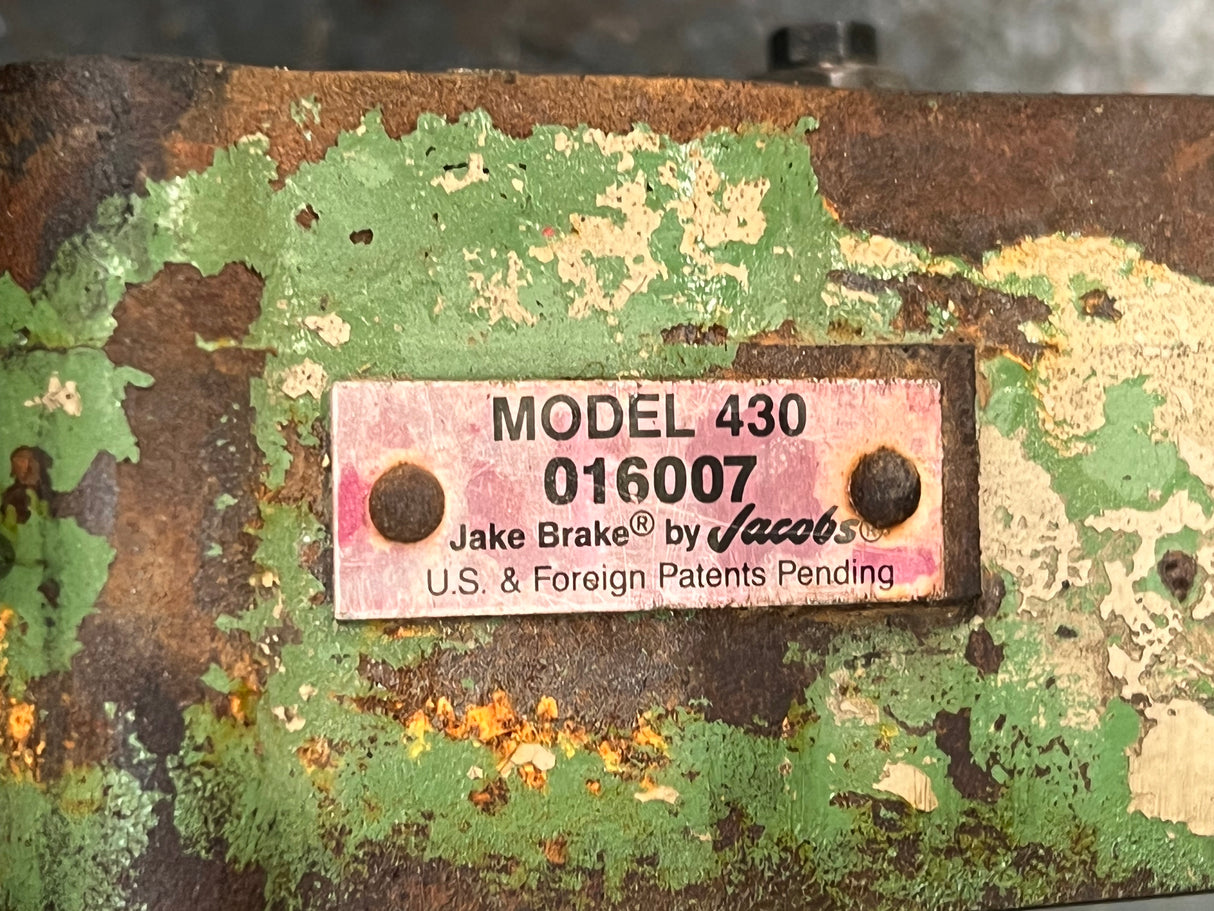 MODEL 430
016007
Jake Brake® by Jacobs®
U.S. & Foreign Patents Pending